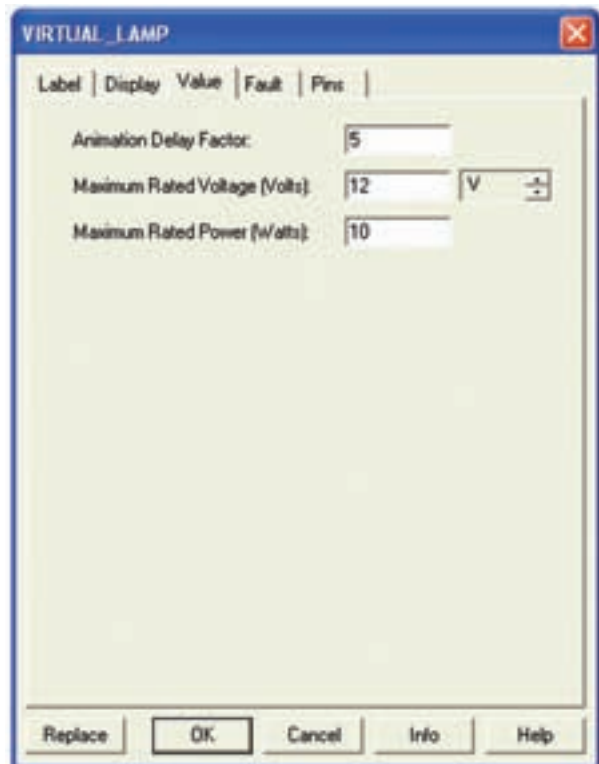 VIRTUAL_LAMP
Label Display Value Fault Pins
Animation Delay Factor: 5
Maximum Rated Voltage (Volts): 12 V
Maximum Rated Power (Watts): 10
Replace OK Cancel Info Help